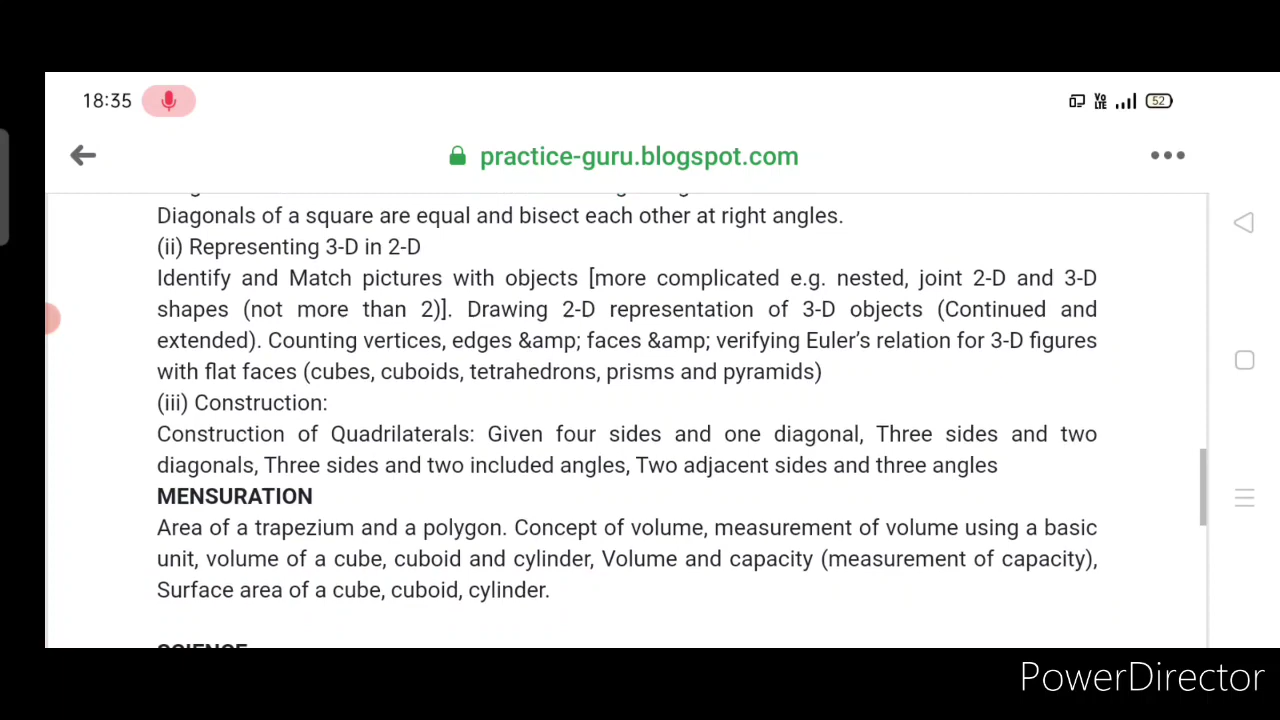 18:35
Vo LTE
52
practice-guru.blogspot.com
Diagonals of a square are equal and bisect each other at right angles.
(ii) Representing 3-D in 2-D
Identify and Match pictures with objects [more complicated e.g. nested, joint 2-D and 3-D
shapes (not more than 2)]. Drawing 2-D representation of 3-D objects (Continued and
extended). Counting vertices, edges &amp; faces &amp; verifying Euler's relation for 3-D figures
with flat faces (cubes, cuboids, tetrahedrons, prisms and pyramids)
(iii) Construction:
Construction of Quadrilaterals: Given four sides and one diagonal, Three sides and two
diagonals, Three sides and two included angles, Two adjacent sides and three angles
MENSURATION
Area of a trapezium and a polygon. Concept of volume, measurement of volume using a basic
unit, volume of a cube, cuboid and cylinder, Volume and capacity (measurement of capacity),
Surface area of a cube, cuboid, cylinder.
SCIENCE
PowerDirector